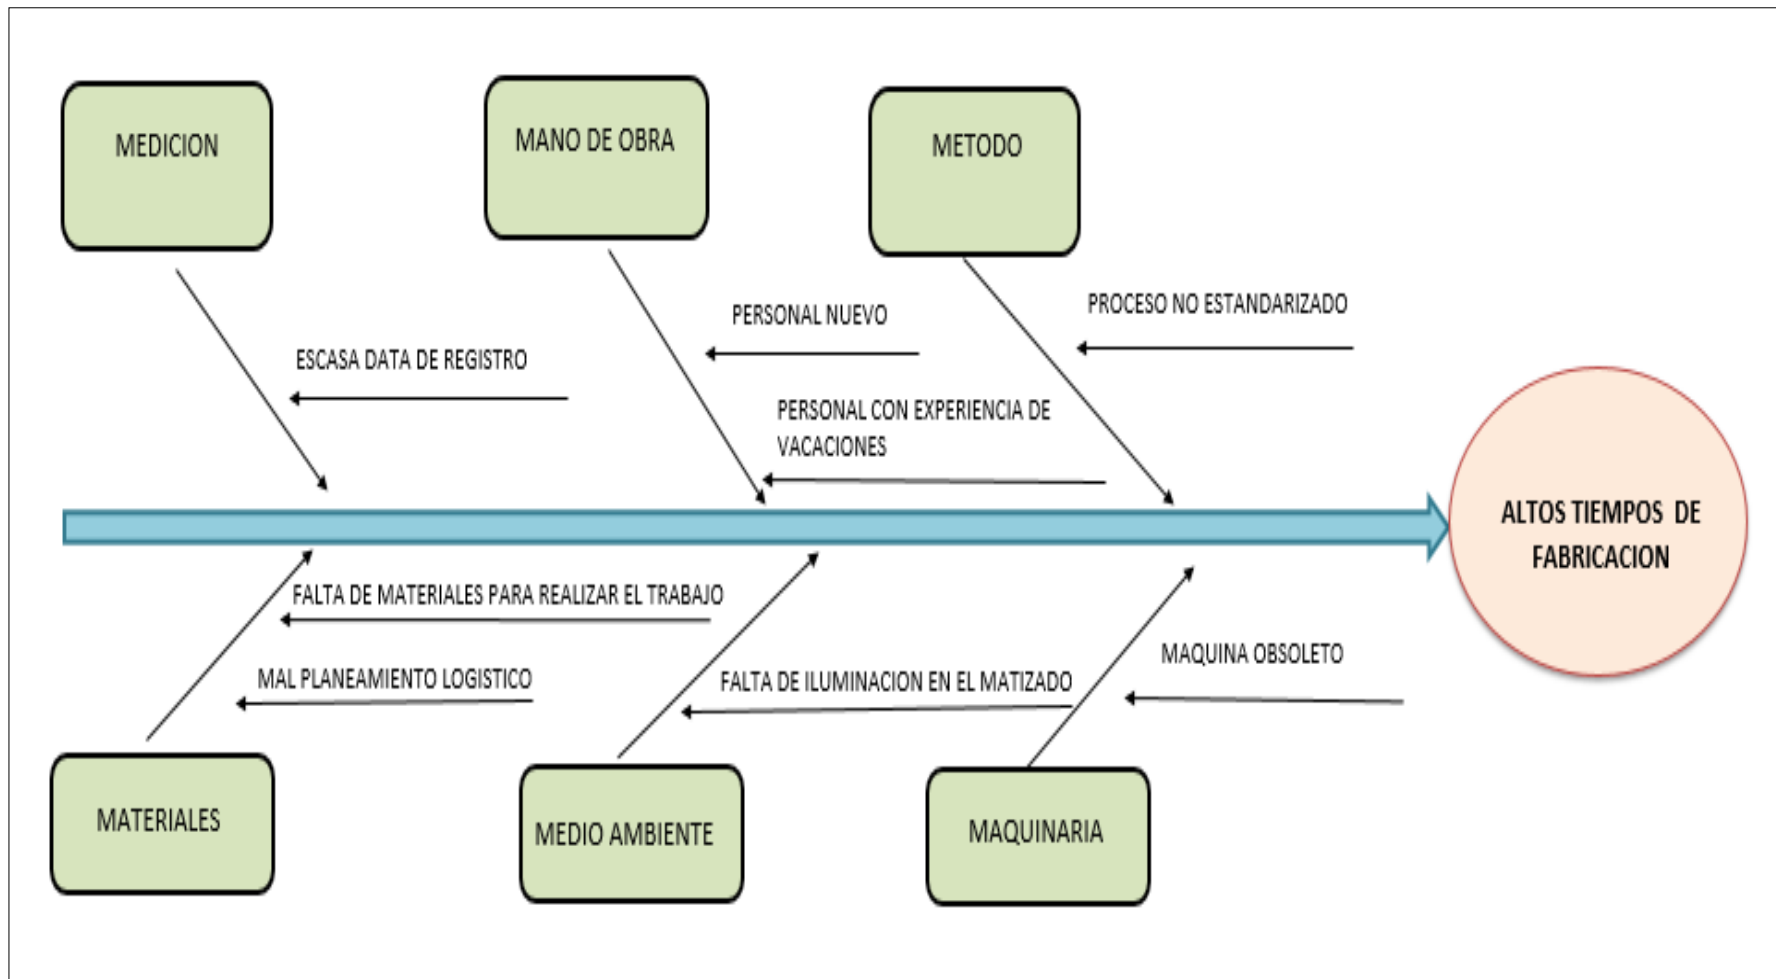 MEDICION
MANO DE OBRA
METODO
PERSONAL NUEVO
PROCESO NO ESTANDARIZADO
ESCASA DATA DE REGISTRO
PERSONAL CON EXPERIENCIA DE
VACACIONES
ALTOS TIEMPOS DE
FABRICACION
FALTA DE MATERIALES PARA REALIZAR EL TRABAJO
MAL PLANEAMIENTO LOGISTICO
FALTA DE ILUMINACION EN EL MATIZADO
MAQUINA OBSOLETO
MATERIALES
MEDIO AMBIENTE
MAQUINARIA